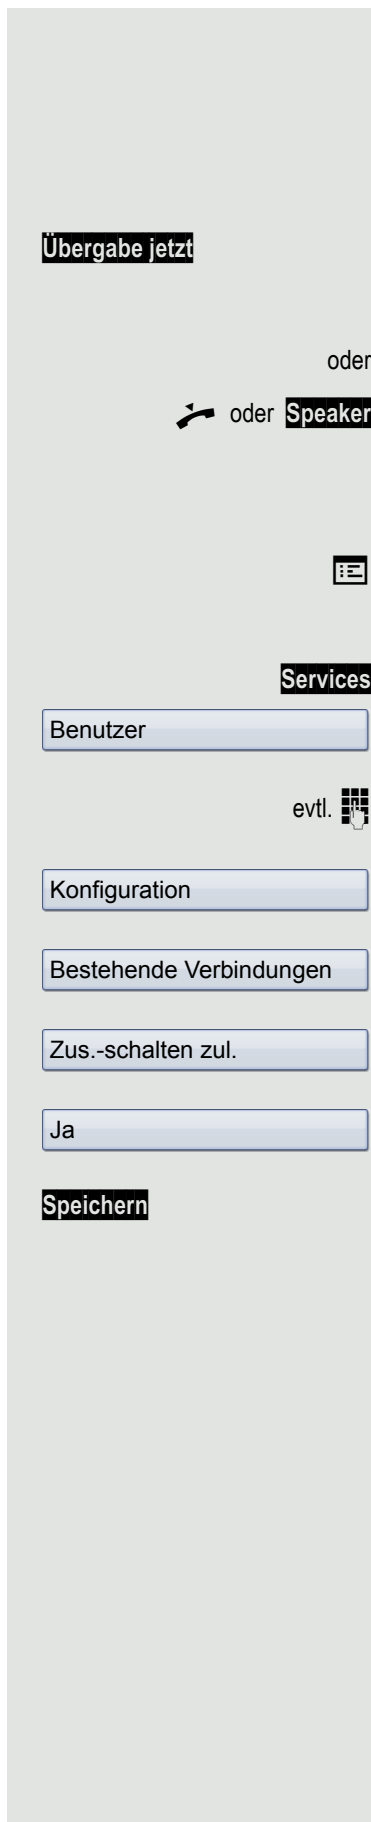 Übergabe jetzt
oder
oder Speaker
Services
Benutzer
evtl.
Konfiguration
Bestehende Verbindungen
Zus.-schalten zul.
Ja
Speichern